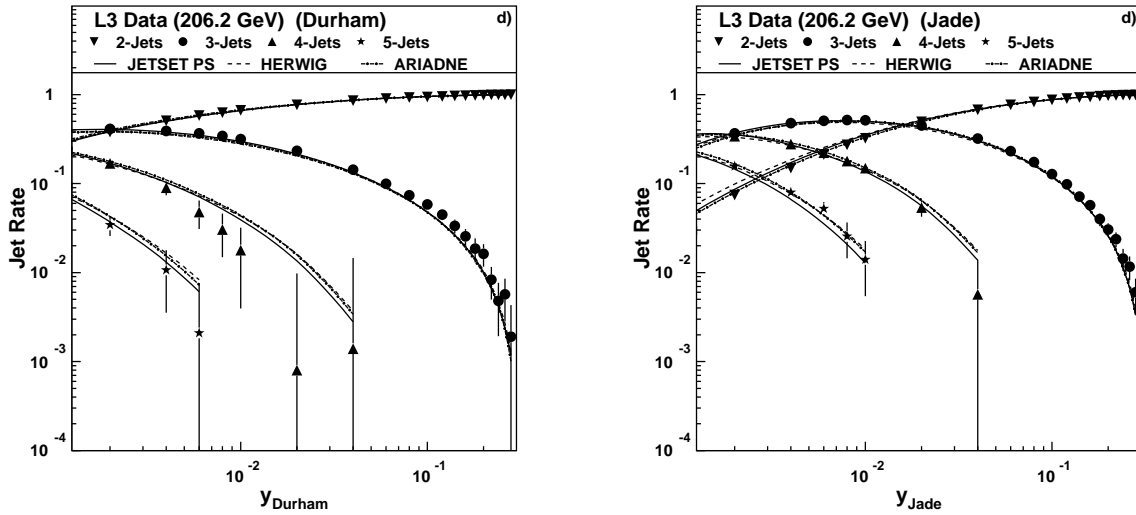 L3 Data (206.2 GeV) (Durham) d)
2-Jets 3-Jets 4-Jets 5-Jets
JETSET PS HERWIG ARIADNE
Jet Rate
1
10 -1
10 -2
10 -3
10 -4
10 -2
10 -1
yDurham
L3 Data (206.2 GeV) (Jade) d)
2-Jets 3-Jets 4-Jets 5-Jets
JETSET PS HERWIG ARIADNE
Jet Rate
1
10 -1
10 -2
10 -3
10 -4
10 -2
10 -1
yJade